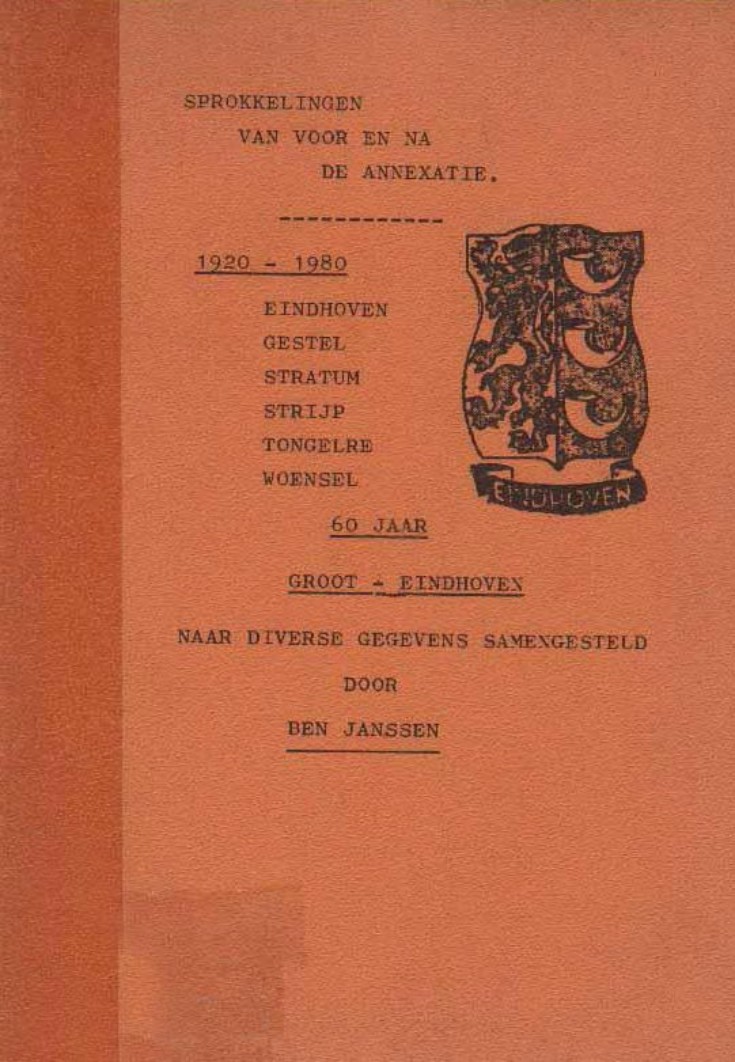 SPROKKELINGEN
VAN VOOR EN NA
DE ANNEXATIE.
------------
1920 - 1980
EINDHOVEN
GESTEL
STRATUM
STRIJP
TONGELRE
WOENSEL
EINDHOVEN
60 JAAR
GROOT - EINDHOVEN
NAAR DIVERSE GEGEVENS SAMENGESTELD
DOOR
BEN JANSSEN